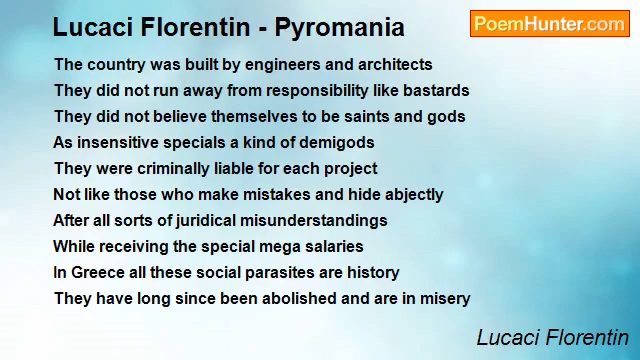 Lucaci Florentin - Pyromania
PoemHunter.com
The country was built by engineers and architects
They did not run away from responsibility like bastards
They did not believe themselves to be saints and gods
As insensitive specials a kind of demigods
They were criminally liable for each project
Not like those who make mistakes and hide abjectly
After all sorts of juridical misunderstandings
While receiving the special mega salaries
In Greece all these social parasites are history
They have long since been abolished and are in misery
Lucaci Florentin